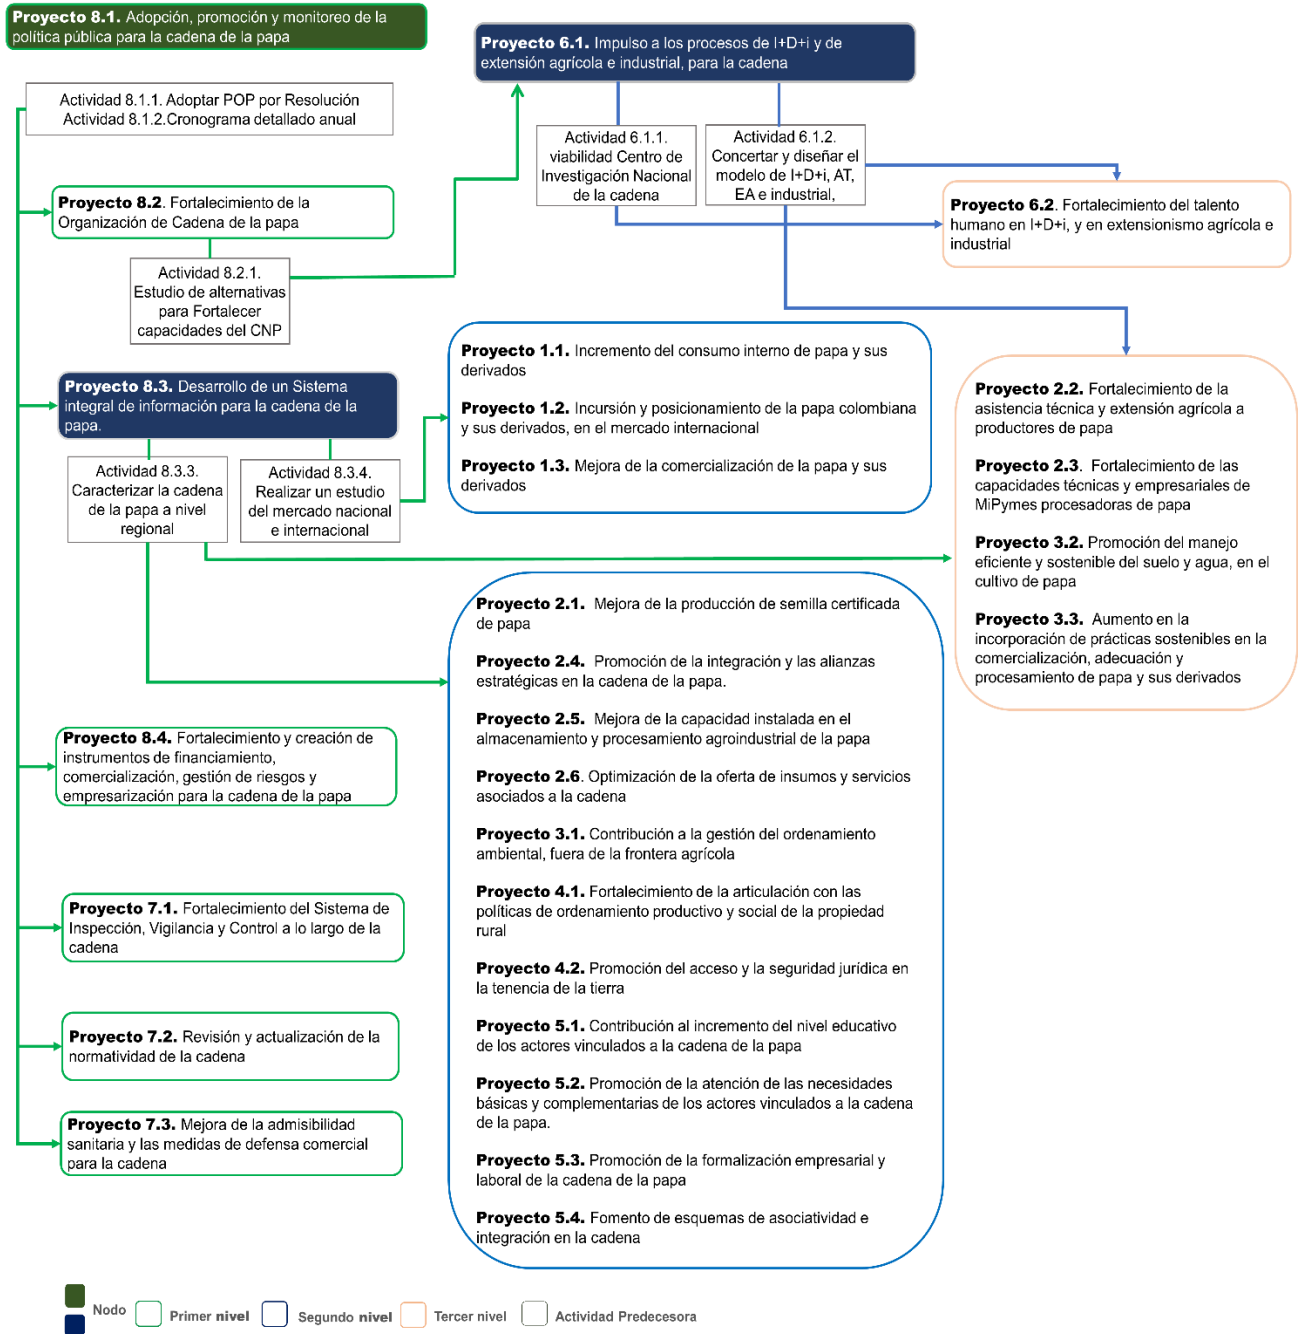 Proyecto 8.1. Adopción, promoción y monitoreo de la
política pública para la cadena de la papa
Proyecto 6.1. Impulso a los procesos de I+D+i y de
extensión agrícola e industrial, para la cadena
Actividad 8.1.1. Adoptar POP por Resolución
Actividad 8.1.2.Cronograma detallado anual
Actividad 6.1.1.
viabilidad Centro de
Investigación Nacional
de la cadena
Actividad 6.1.2.
Concertar y diseñar el
modelo de I+D+i, AT,
EA e industrial,
Proyecto 8.2. Fortalecimiento de la
Organización de Cadena de la papa
Proyecto 6.2. Fortalecimiento del talento
humano en I+D+i, y en extensionismo agrícola e
industrial
Actividad 8.2.1.
Estudio de alternativas
para Fortalecer
capacidades del CNP
Proyecto 1.1. Incremento del consumo interno de papa y sus
derivados
Proyecto 1.2. Incursión y posicionamiento de la papa colombiana
y sus derivados, en el mercado internacional
Proyecto 1.3. Mejora de la comercialización de la papa y sus
derivados
Proyecto 8.3. Desarrollo de un Sistema
integral de información para la cadena de la
papa.
Actividad 8.3.3.
Caracterizar la cadena
de la papa a nivel
regional
Actividad 8.3.4.
Realizar un estudio
del mercado nacional
e internacional
Proyecto 2.2. Fortalecimiento de la
asistencia técnica y extensión agrícola a
productores de papa
Proyecto 2.3. Fortalecimiento de las
capacidades técnicas y empresariales de
MiPymes procesadoras de papa
Proyecto 3.2. Promoción del manejo
eficiente y sostenible del suelo y agua, en el
cultivo de papa
Proyecto 3.3. Aumento en la
incorporación de prácticas sostenibles en la
comercialización, adecuación y
procesamiento de papa y sus derivados
Proyecto 2.1. Mejora de la producción de semilla certificada
de papa
Proyecto 2.4. Promoción de la integración y las alianzas
estratégicas en la cadena de la papa.
Proyecto 2.5. Mejora de la capacidad instalada en el
almacenamiento y procesamiento agroindustrial de la papa
Proyecto 2.6. Optimización de la oferta de insumos y servicios
asociados a la cadena
Proyecto 3.1. Contribución a la gestión del ordenamiento
ambiental, fuera de la frontera agrícola
Proyecto 4.1. Fortalecimiento de la articulación con las
políticas de ordenamiento productivo y social de la propiedad
rural
Proyecto 4.2. Promoción del acceso y la seguridad jurídica en
la tenencia de la tierra
Proyecto 5.1. Contribución al incremento del nivel educativo
de los actores vinculados a la cadena de la papa
Proyecto 5.2. Promoción de la atención de las necesidades
básicas y complementarias de los actores vinculados a la cadena
de la papa.
Proyecto 5.3. Promoción de la formalización empresarial y
laboral de la cadena de la papa
Proyecto 5.4. Fomento de esquemas de asociatividad e
integración en la cadena
Proyecto 8.4. Fortalecimiento y creación de
instrumentos de financiamiento,
comercialización, gestión de riesgos y
empresarización para la cadena de la papa
Proyecto 7.1. Fortalecimiento del Sistema de
Inspección, Vigilancia y Control a lo largo de la
cadena
Proyecto 7.2. Revisión y actualización de la
normatividad de la cadena
Proyecto 7.3. Mejora de la admisibilidad
sanitaria y las medidas de defensa comercial
para la cadena
Nodo
Primer nivel
Segundo nivel
Tercer nivel
Actividad Predecesora